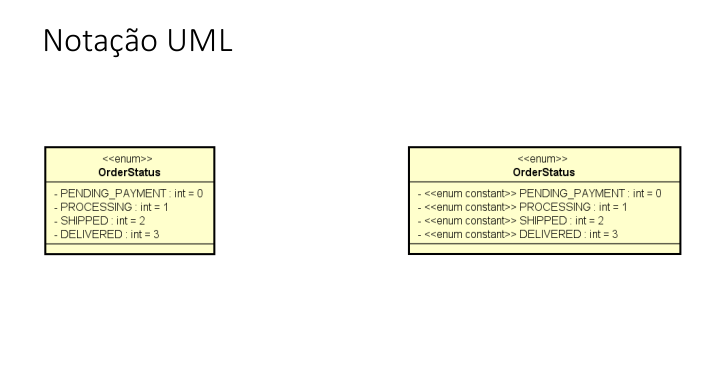 Notação UML
<<enum>>
OrderStatus
- PENDING_PAYMENT : int = 0
- PROCESSING : int = 1
- SHIPPED : int = 2
- DELIVERED : int = 3
<<enum>>
OrderStatus
- <<enum constant>> PENDING_PAYMENT : int = 0
- <<enum constant>> PROCESSING : int = 1
- <<enum constant>> SHIPPED : int = 2
- <<enum constant>> DELIVERED : int = 3